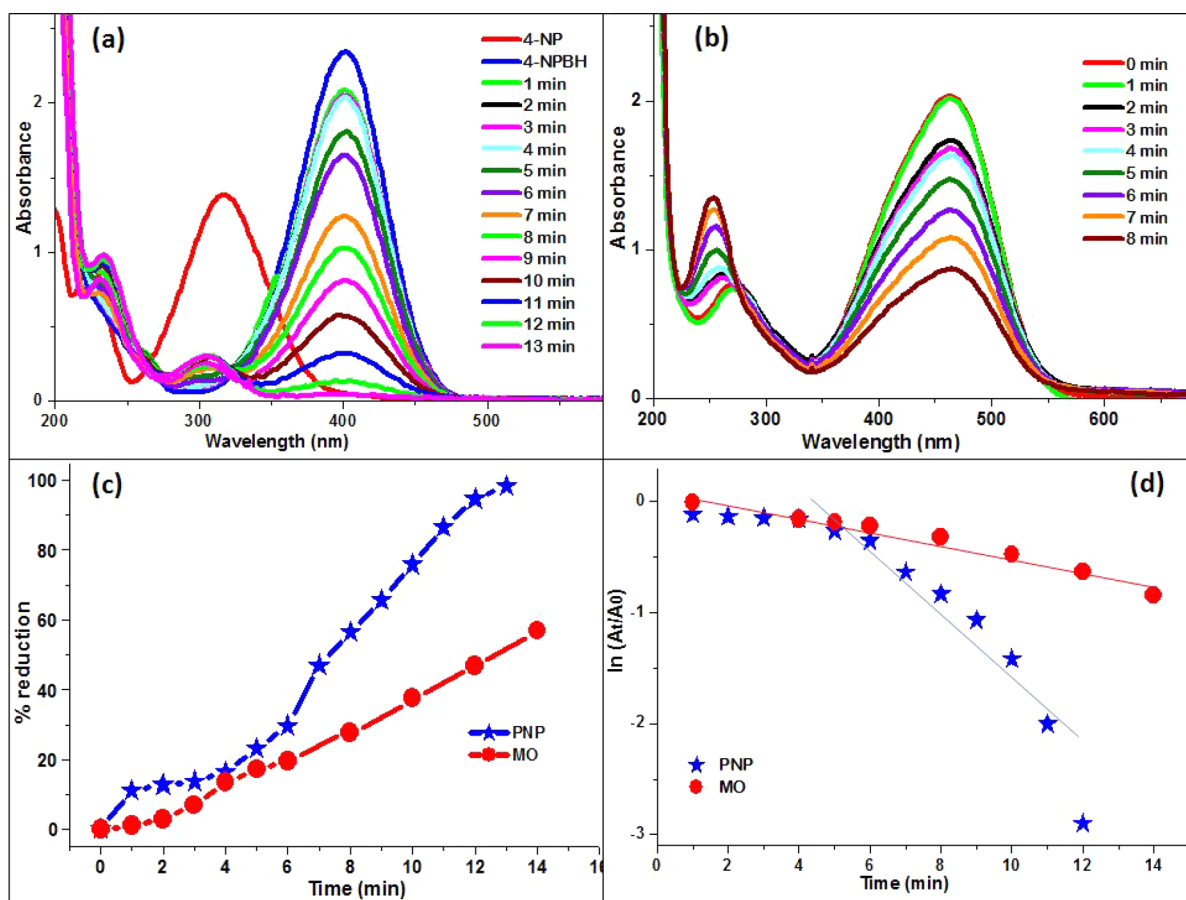 (a)
4-NP
4-NPBH
1 min
2 min
3 min
4 min
5 min
6 min
7 min
8 min
9 min
10 min
11 min
12 min
13 min
2
1
0
Absorbance
200 300 400 500
Wavelength (nm)
(b)
0 min
1 min
2 min
3 min
4 min
5 min
6 min
7 min
8 min
2
1
0
Absorbance
200 300 400 500 600
Wavelength (nm)
(c)
100
80
60
40
20
0
% reduction
PNP
MO
0 2 4 6 8 10 12 14 16
Time (min)
(d)
0
-1
-2
-3
ln (At/A0)
PNP
MO
0 2 4 6 8 10 12 14
Time (min)